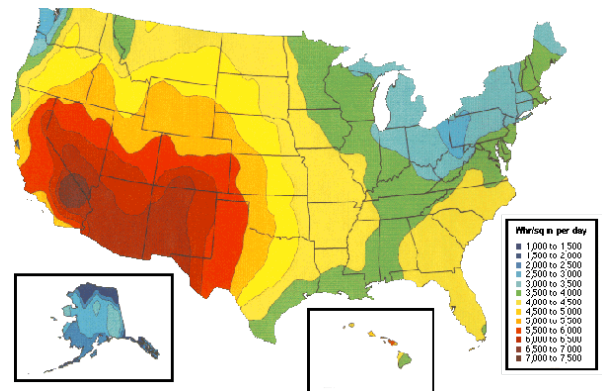 Whr/sq m per day
1,000 to 1,500
1,500 to 2,000
2,000 to 2,500
2,500 to 3,000
3,000 to 3,500
3,500 to 4,000
4,000 to 4,500
4,500 to 5,000
5,000 to 5,500
5,500 to 6,000
6,000 to 6,500
6,500 to 7,000
7,000 to 7,500